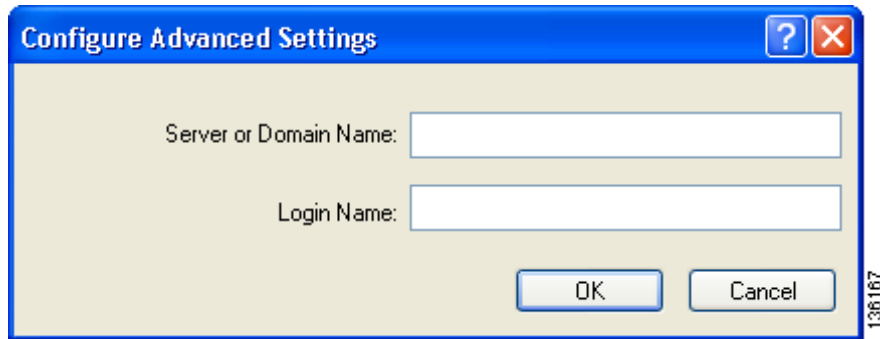 Configure Advanced Settings
Server or Domain Name:
Login Name:
OK
Cancel
136167